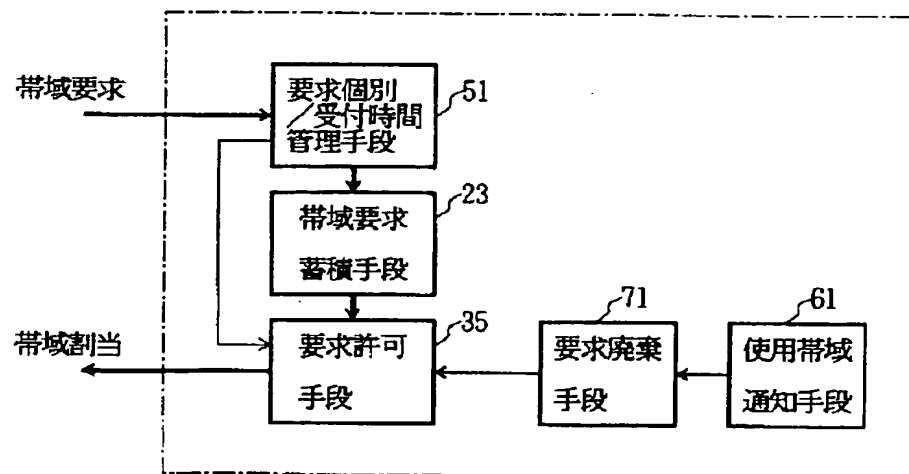 帯域要求
要求個別
／受付時間
管理手段
51
帯域要求
蓄積手段
23
帯域割当
要求許可
手段
35
要求廃棄
手段
71
使用帯域
通知手段
61